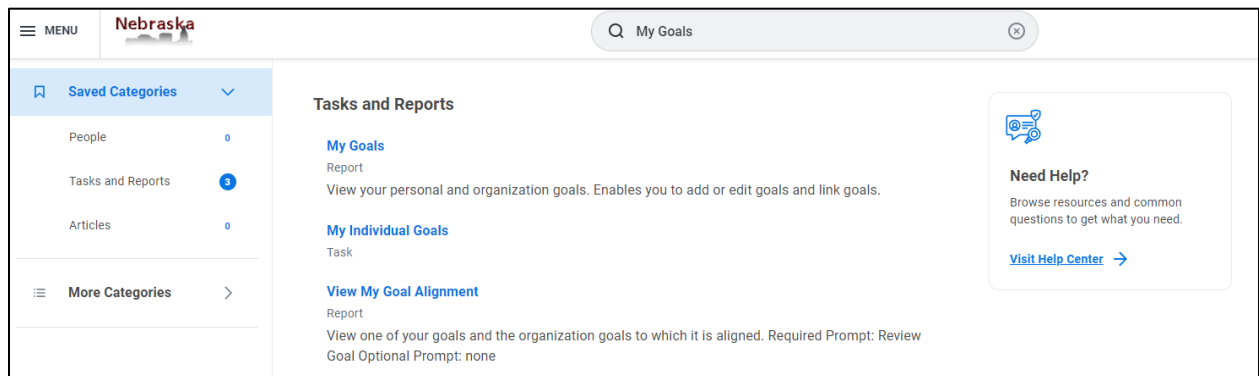 MENU
Nebraska
My Goals
Saved Categories
People 0
Tasks and Reports 3
Articles 0
More Categories
Tasks and Reports
My Goals
Report
View your personal and organization goals. Enables you to add or edit goals and link goals.
My Individual Goals
Task
View My Goal Alignment
Report
View one of your goals and the organization goals to which it is aligned. Required Prompt: Review
Goal Optional Prompt: none
Need Help?
Browse resources and common
questions to get what you need.
Visit Help Center